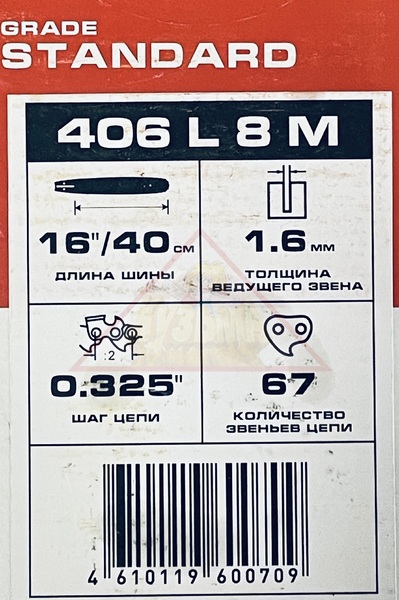 GRADE
STANDARD
406 L 8 M
16"/40 см
ДЛИНА ШИНЫ
1.6 мм
ТОЛЩИНА
ВЕДУЩЕГО ЗВЕНА
:2
0.325"
ШАГ ЦЕПИ
67
КОЛИЧЕСТВО
ЗВЕНЬЕВ ЦЕПИ
4 610119 600709